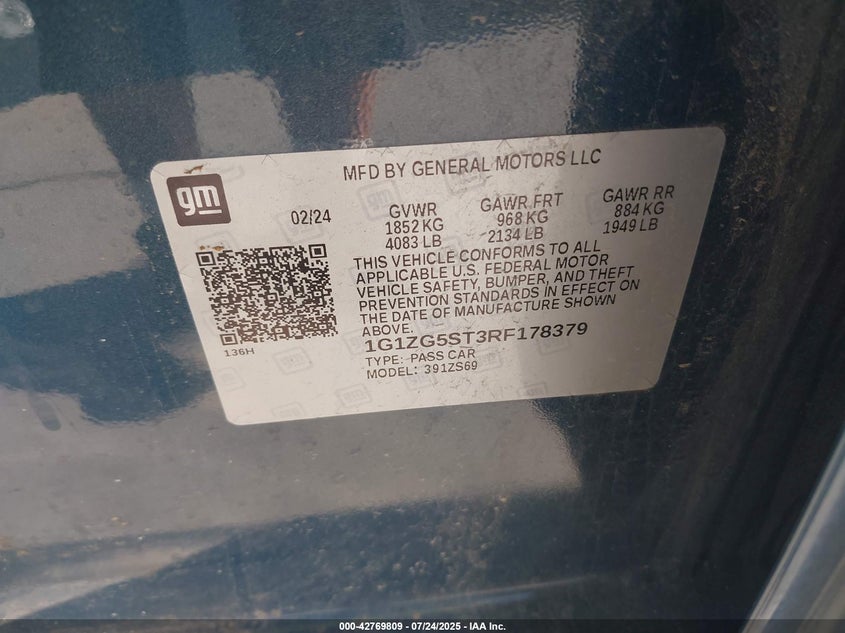 MFD BY GENERAL MOTORS LLC
gm
02/24
GVWR
1852 KG
4083 LB
GAWR FRT
968 KG
2134 LB
GAWR RR
884 KG
1949 LB
THIS VEHICLE CONFORMS TO ALL
APPLICABLE U.S. FEDERAL MOTOR
VEHICLE SAFETY, BUMPER, AND THEFT
PREVENTION STANDARDS IN EFFECT ON
THE DATE OF MANUFACTURE SHOWN
ABOVE.
136H
1G1ZG5ST3RF178379
TYPE: PASS CAR
MODEL: 391ZS69
000-42769809 - 07/24/2025 - IAA Inc.